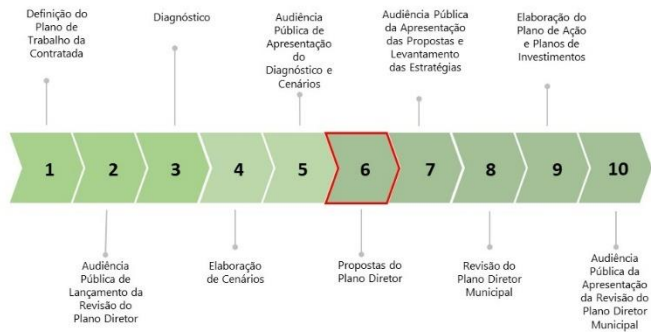 Definição do
Plano de
Trabalho da
Contratada
Diagnóstico
Audiência
Pública de
Apresentação
do
Diagnóstico e
Cenários
Audiência Pública
da Apresentação
das Propostas e
Levantamento
das Estratégias
Elaboração do
Plano de Ação e
Planos de
Investimentos
1 2 3 4 5 6 7 8 9 10
Audiência
Pública de
Lançamento da
Revisão do
Plano Diretor
Elaboração
de Cenários
Propostas do
Plano Diretor
Revisão do
Plano Diretor
Municipal
Audiência
Pública da
Apresentação
da Revisão do
Plano Diretor
Municipal